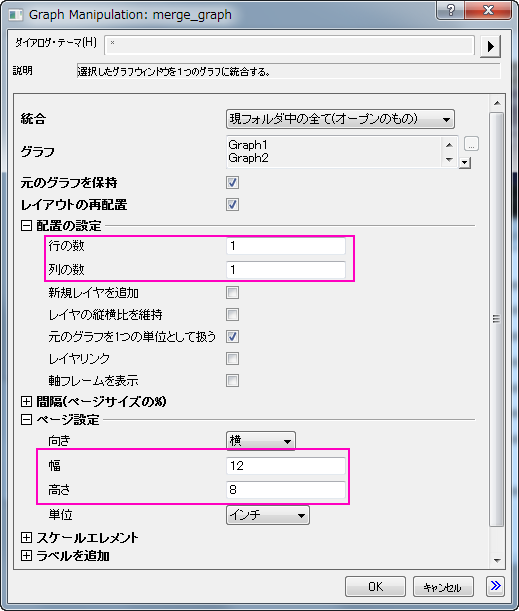 Graph Manipulation: merge_graph
?
ダイアログ・テーマ(H) *
説明 選択したグラフウィンドウを1つのグラフに統合する。
統合 現フォルダ中の全て(オープンのもの)
グラフ Graph1
Graph2
...
元のグラフを保持
レイアウトの再配置
配置の設定
行の数 1
列の数 1
新規レイヤを追加
レイヤの縦横比を維持
元のグラフを1つの単位として扱う
レイヤリンク
軸フレームを表示
間隔(ページサイズの%)
ページ設定
向き 横
幅 12
高さ 8
単位 インチ
スケールエレメント
ラベルを追加
OK キャンセル